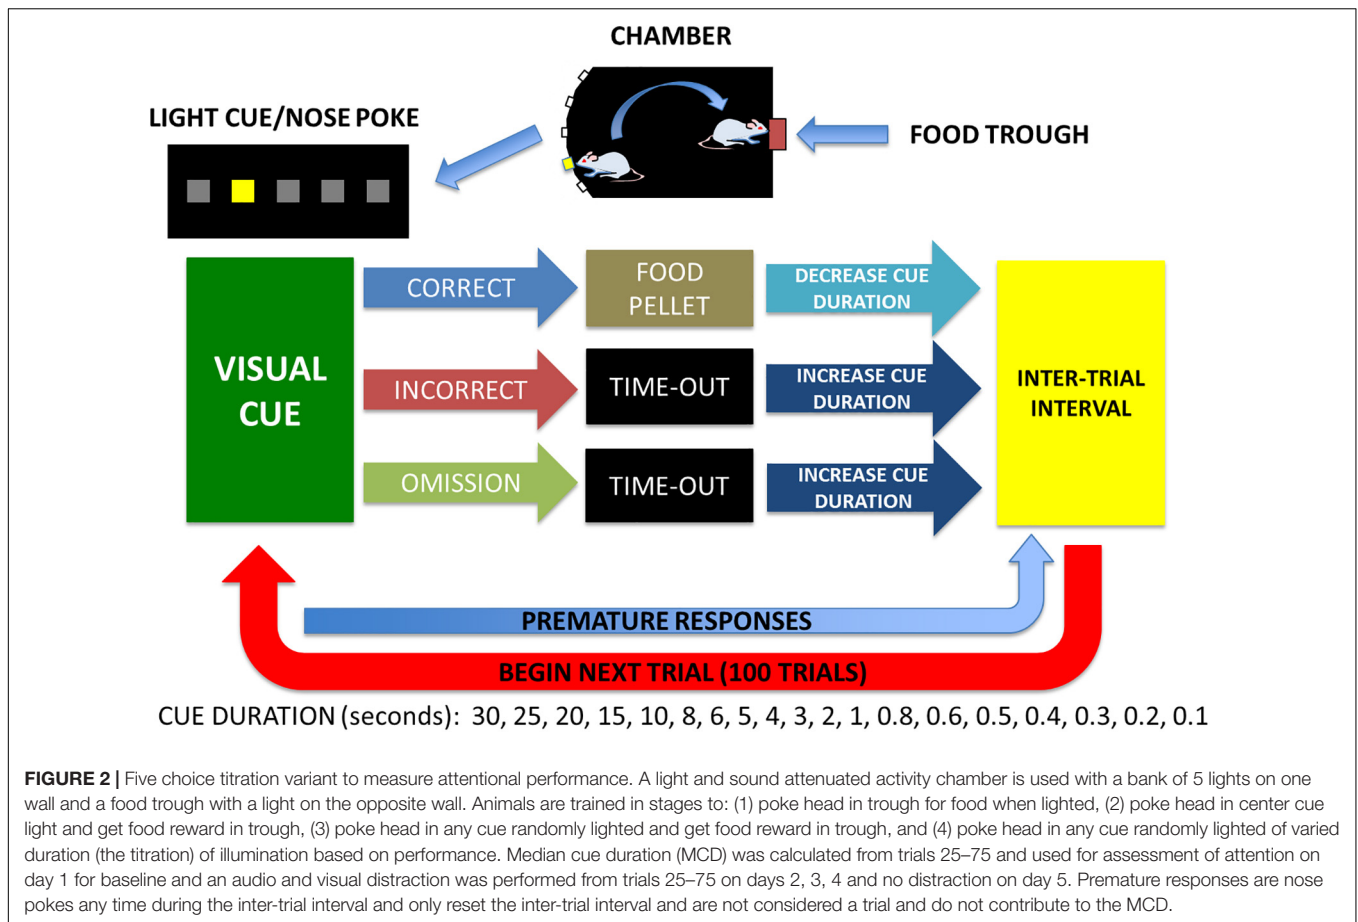 CHAMBER
LIGHT CUE/NOSE POKE
FOOD TROUGH
VISUAL
CUE
CORRECT
FOOD
PELLET
DECREASE CUE
DURATION
INCORRECT
TIME-OUT
INCREASE CUE
DURATION
OMISSION
TIME-OUT
INCREASE CUE
DURATION
INTER-TRIAL
INTERVAL
PREMATURE RESPONSES
BEGIN NEXT TRIAL (100 TRIALS)
CUE DURATION (seconds): 30, 25, 20, 15, 10, 8, 6, 5, 4, 3, 2, 1, 0.8, 0.6, 0.5, 0.4, 0.3, 0.2, 0.1
FIGURE 2 | Five choice titration variant to measure attentional performance. A light and sound attenuated activity chamber is used with a bank of 5 lights on one
wall and a food trough with a light on the opposite wall. Animals are trained in stages to: (1) poke head in trough for food when lighted, (2) poke head in center cue
light and get food reward in trough, (3) poke head in any cue randomly lighted and get food reward in trough, and (4) poke head in any cue randomly lighted of varied
duration (the titration) of illumination based on performance. Median cue duration (MCD) was calculated from trials 25–75 and used for assessment of attention on
day 1 for baseline and an audio and visual distraction was performed from trials 25–75 on days 2, 3, 4 and no distraction on day 5. Premature responses are nose
pokes any time during the inter-trial interval and only reset the inter-trial interval and are not considered a trial and do not contribute to the MCD.